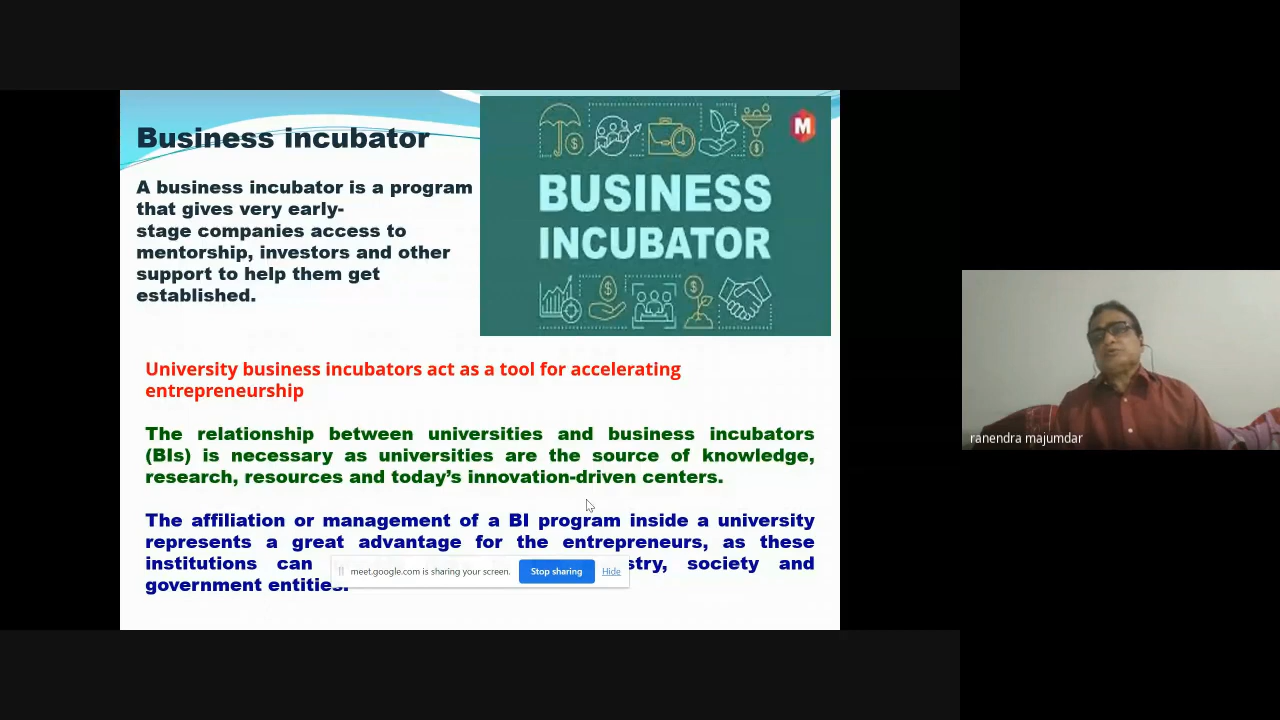 Business incubator
A business incubator is a program
that gives very early-
stage companies access to
mentorship, investors and other
support to help them get
established.
M
BUSINESS
INCUBATOR
University business incubators act as a tool for accelerating
entrepreneurship
The relationship between universities and business incubators
(BIs) is necessary as universities are the source of knowledge,
research, resources and today's innovation-driven centers.
The affiliation or management of a BI program inside a university
represents a great advantage for the entrepreneurs, as these
institutions can society and
government entities.
meet.google.com is sharing your screen. Stop sharing Hide
ranendra majumdar